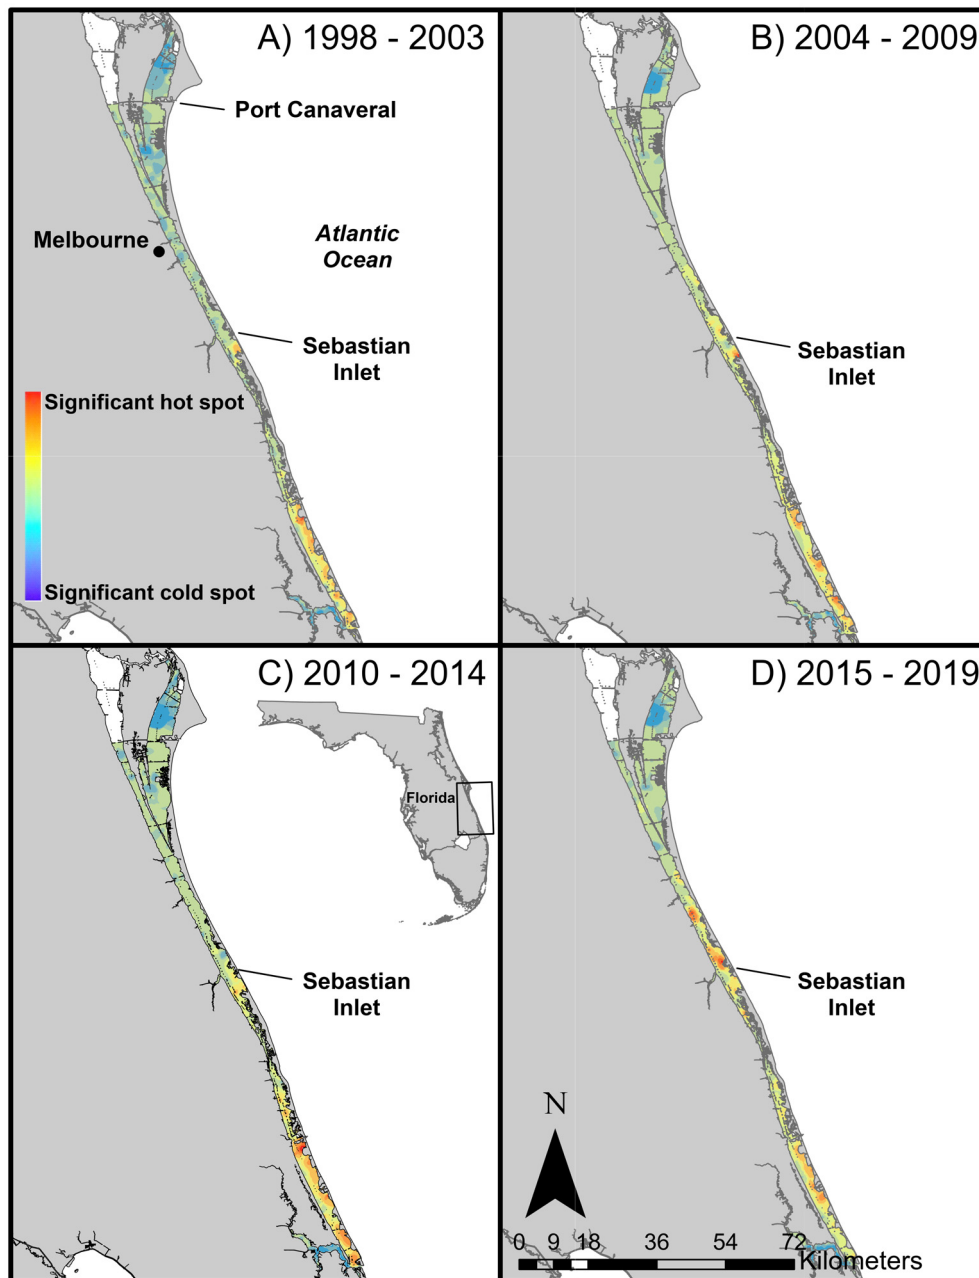 A) 1998 - 2003
Port Canaveral
Melbourne
Atlantic
Ocean
Sebastian
Inlet
Significant hot spot
Significant cold spot
B) 2004 - 2009
Sebastian
Inlet
C) 2010 - 2014
Florida
Sebastian
Inlet
D) 2015 - 2019
Sebastian
Inlet
N
0 9 18 36 54 72
Kilometers